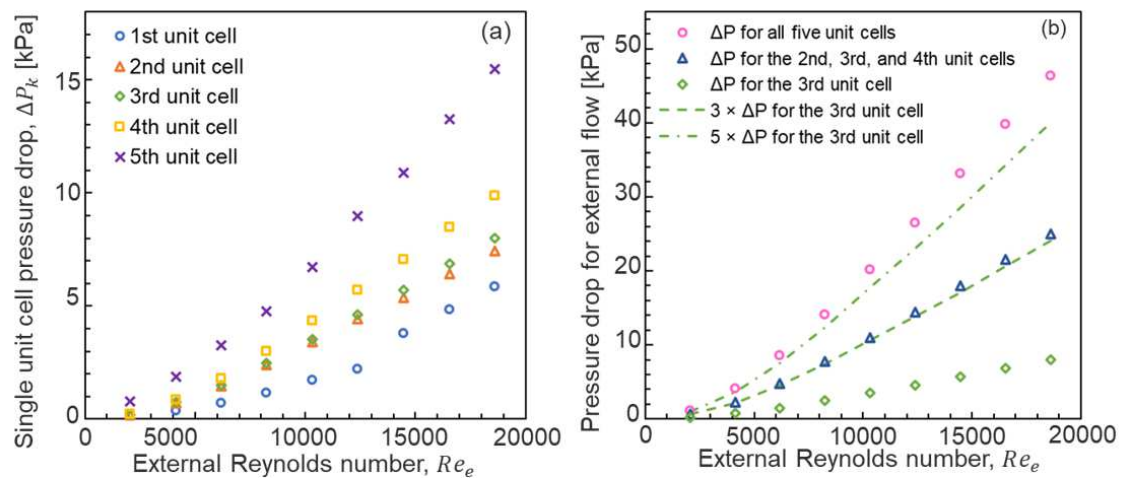 (a)
15
10
5
0
Single unit cell pressure drop, Δ𝑃ₖ [kPa]
1st unit cell
2nd unit cell
3rd unit cell
4th unit cell
5th unit cell
0 5000 10000 15000 20000
External Reynolds number, 𝑅𝑒ₑ
(b)
50
40
30
20
10
0
Pressure drop for external flow [kPa]
ΔP for all five unit cells
ΔP for the 2nd, 3rd, and 4th unit cells
ΔP for the 3rd unit cell
3 × ΔP for the 3rd unit cell
5 × ΔP for the 3rd unit cell
0 5000 10000 15000 20000
External Reynolds number, 𝑅𝑒ₑ